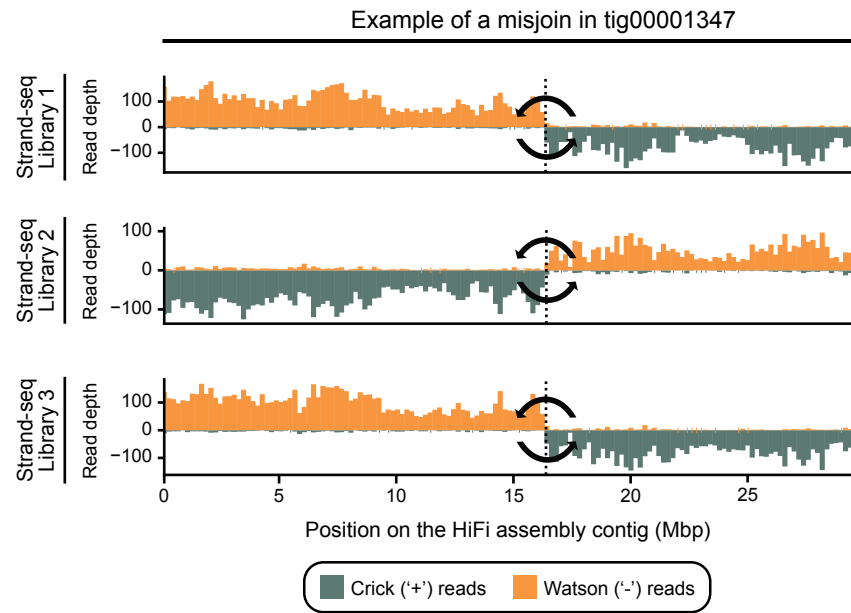 Example of a misjoin in tig00001347
Strand-seq
Library 1
Read depth
100
0
−100
Strand-seq
Library 2
Read depth
100
0
−100
Strand-seq
Library 3
Read depth
100
0
−100
0 5 10 15 20 25
Position on the HiFi assembly contig (Mbp)
Crick (‘+’) reads Watson (‘-’) reads